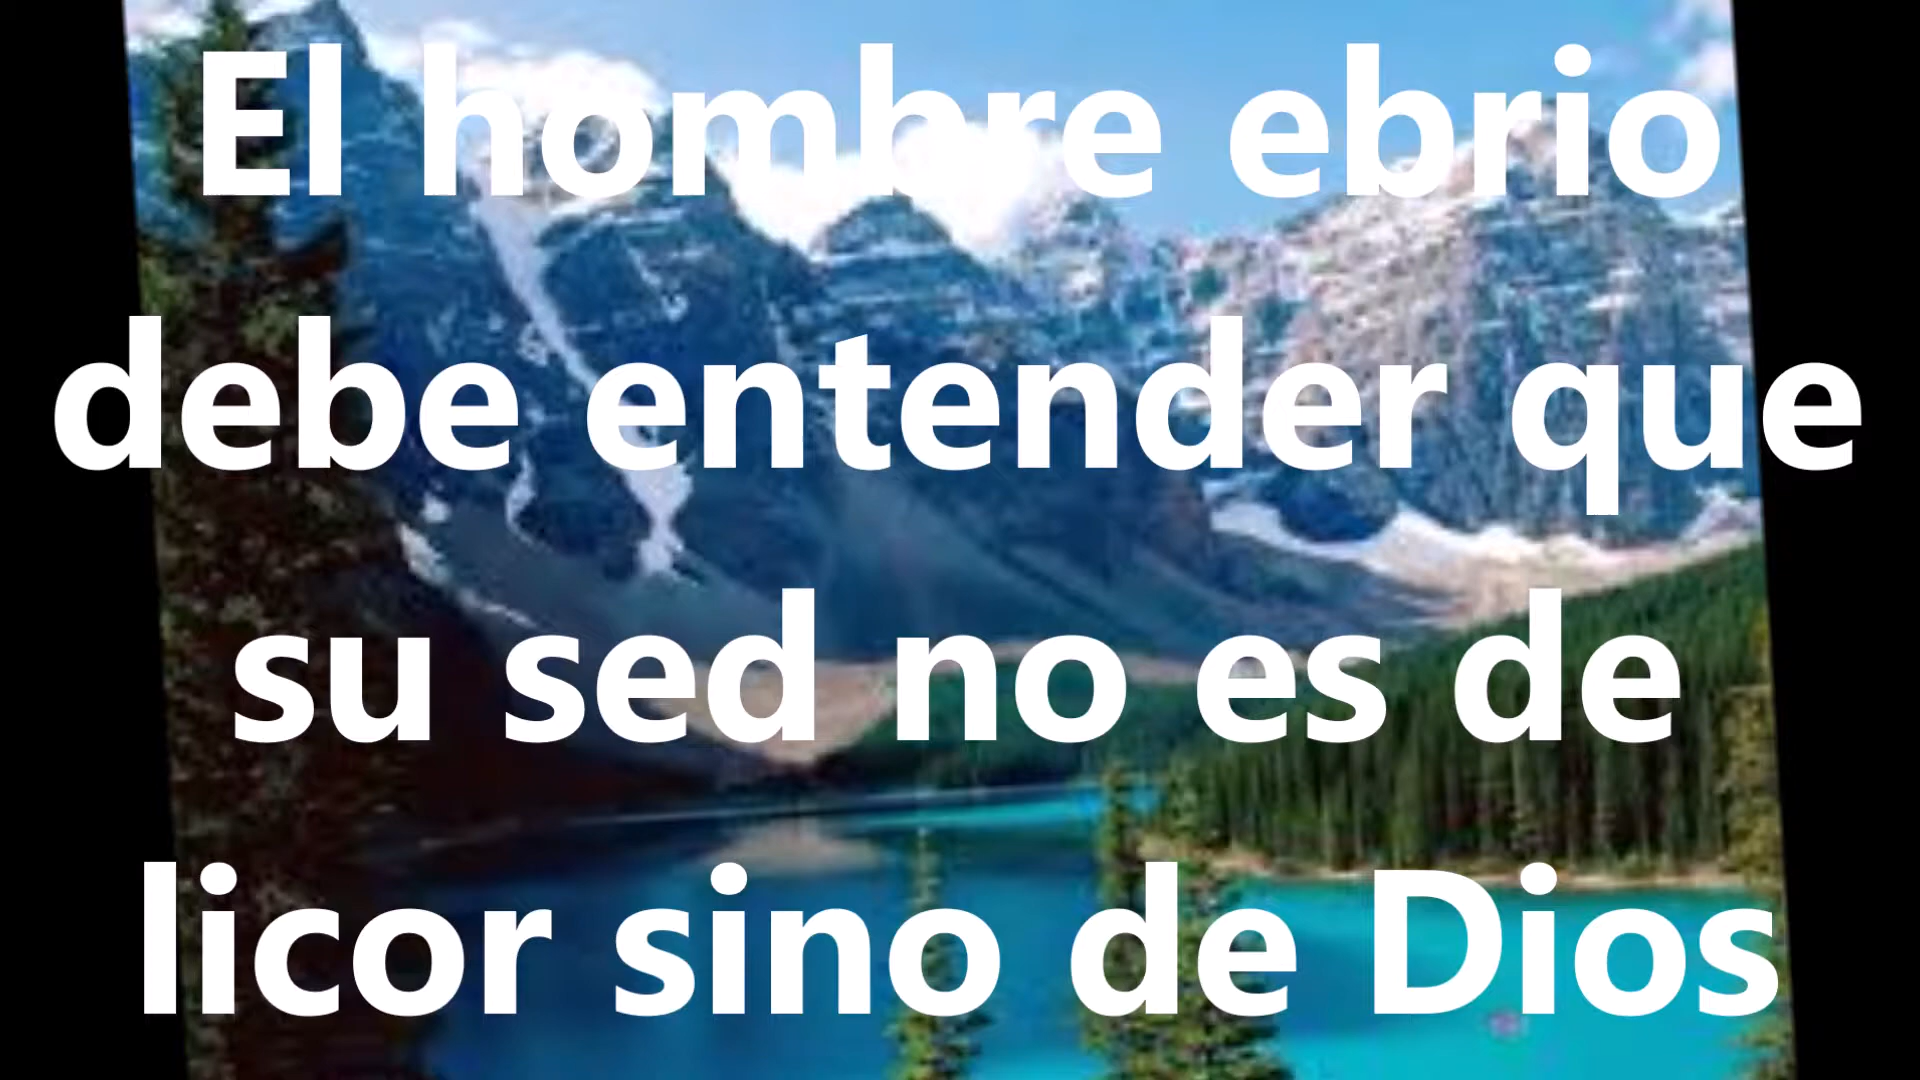 El hombre ebrio
debe entender que
su sed no es de
licor sino de Dios